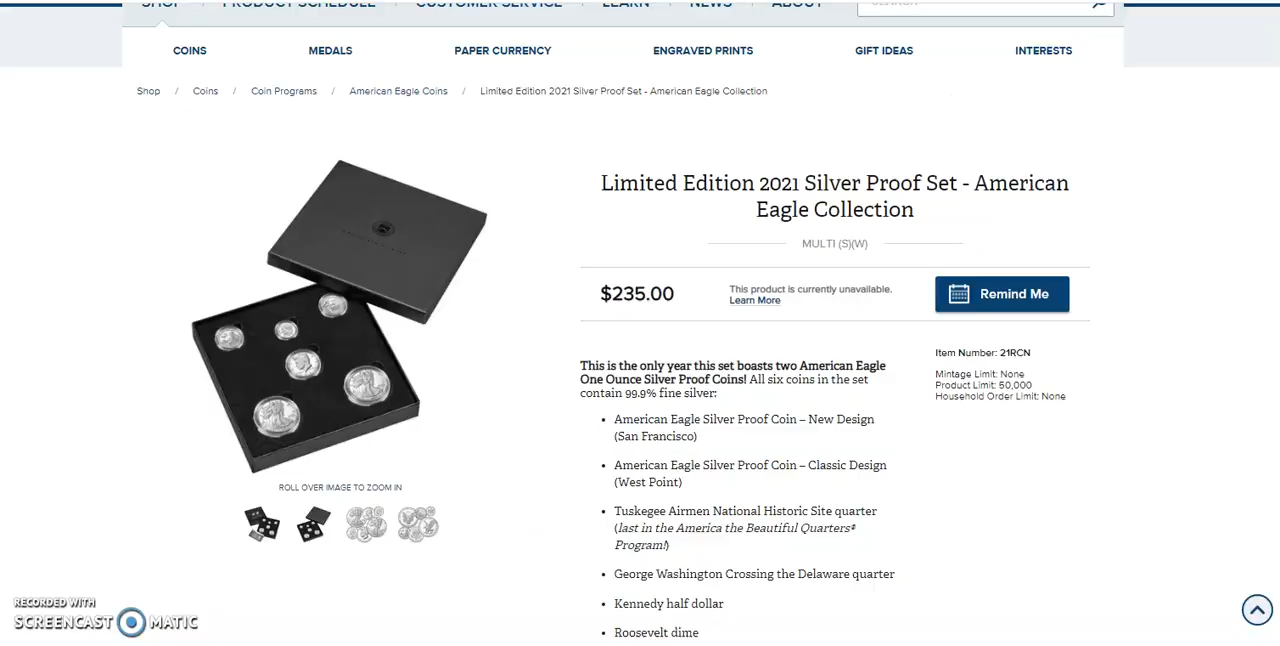 SHOP PRODUCT SCHEDULE CUSTOMER SERVICE LEARN NEWS ABOUT
SEARCH
COINS MEDALS PAPER CURRENCY ENGRAVED PRINTS GIFT IDEAS INTERESTS
Shop / Coins / Coin Programs / American Eagle Coins / Limited Edition 2021 Silver Proof Set - American Eagle Collection
Limited Edition 2021 Silver Proof Set - American
Eagle Collection
MULTI (S)(W)
$235.00
This product is currently unavailable.
Learn More
Remind Me
Item Number: 21RCN
Mintage Limit: None
Product Limit: 50,000
Household Order Limit: None
This is the only year this set boasts two American Eagle
One Ounce Silver Proof Coins! All six coins in the set
contain 99.9% fine silver:
• American Eagle Silver Proof Coin – New Design
(San Francisco)
• American Eagle Silver Proof Coin – Classic Design
(West Point)
• Tuskegee Airmen National Historic Site quarter
(last in the America the Beautiful Quarters®
Program!)
• George Washington Crossing the Delaware quarter
• Kennedy half dollar
• Roosevelt dime
ROLL OVER IMAGE TO ZOOM IN
RECORDED WITH
SCREENCAST MATIC